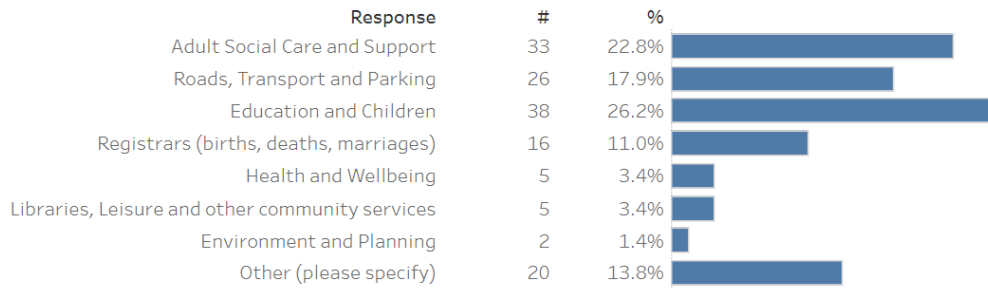 Response # %
Adult Social Care and Support 33 22.8%
Roads, Transport and Parking 26 17.9%
Education and Children 38 26.2%
Registrars (births, deaths, marriages) 16 11.0%
Health and Wellbeing 5 3.4%
Libraries, Leisure and other community services 5 3.4%
Environment and Planning 2 1.4%
Other (please specify) 20 13.8%